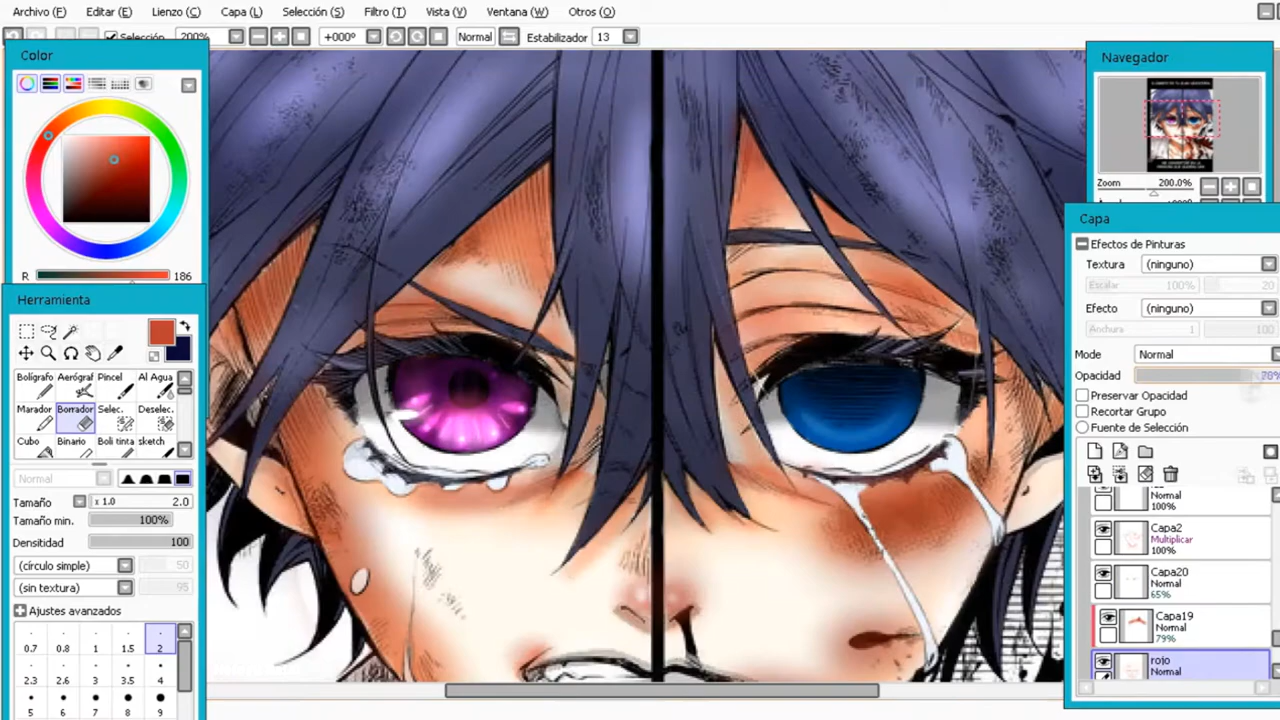 Archivo (F) Editar (E) Lienzo (C) Capa (L) Selección (S) Filtro (T) Vista (V) Ventana (W) Otros (O)
Selección 200% +000° Normal Estabilizador 13
Color
R 186
Herramienta
Bolígrafo Aerógraf Pincel Al Agua
Marador Borrador Selec. Deselec.
Cubo Binario Boli tinta sketch
Normal
Tamaño x 1.0 2.0
Tamaño min. 100%
Densitidad 100
(círculo simple) 50
(sin textura) 95
Ajustes avanzados
0.7 0.8 1 1.5 2
2.3 2.6 3 3.5 4
5 6 7 8 9
Navegador
Zoom 200.0%
Capa
Efectos de Pinturas
Textura (ninguno)
Escalar 100% 20
Efecto (ninguno)
Anchura 1 100
Mode Normal
Opacidad 78%
Preservar Opacidad
Recortar Grupo
Fuente de Selección
Normal
100%
Capa2
Multiplicar
100%
Capa20
Normal
65%
Capa19
Normal
79%
rojo
Normal